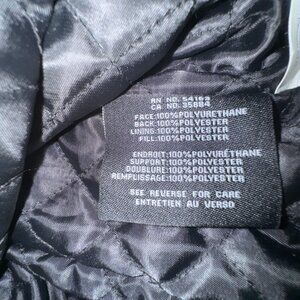 RN NO. 54163
CA NO. 35884
FACE:100%POLYURETHANE
BACK:100%POLYESTER
LINING:100%POLYESTER
FILL:100%POLYESTER
ENDROIT:100%POLYURÉTHANE
SUPPORT:100%POLYESTER
DOUBLURE:100%POLYESTER
REMPLISSAGE:100%POLYESTER
SEE REVERSE FOR CARE
ENTRETIEN AU VERSO